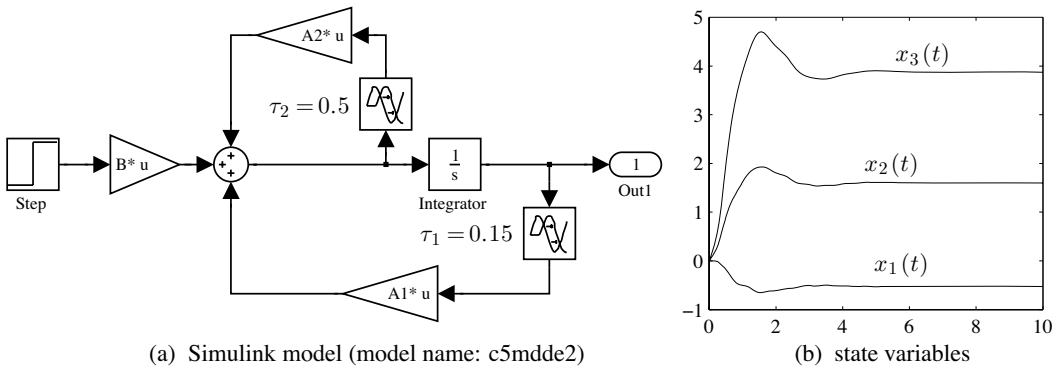 A2* u
τ₂ = 0.5
B* u
Step
1/s
Integrator
1
Out1
τ₁ = 0.15
A1* u
(a) Simulink model (model name: c5mdde2)
5
4
3
2
1
0
−1
0 2 4 6 8 10
x₃(t)
x₂(t)
x₁(t)
(b) state variables